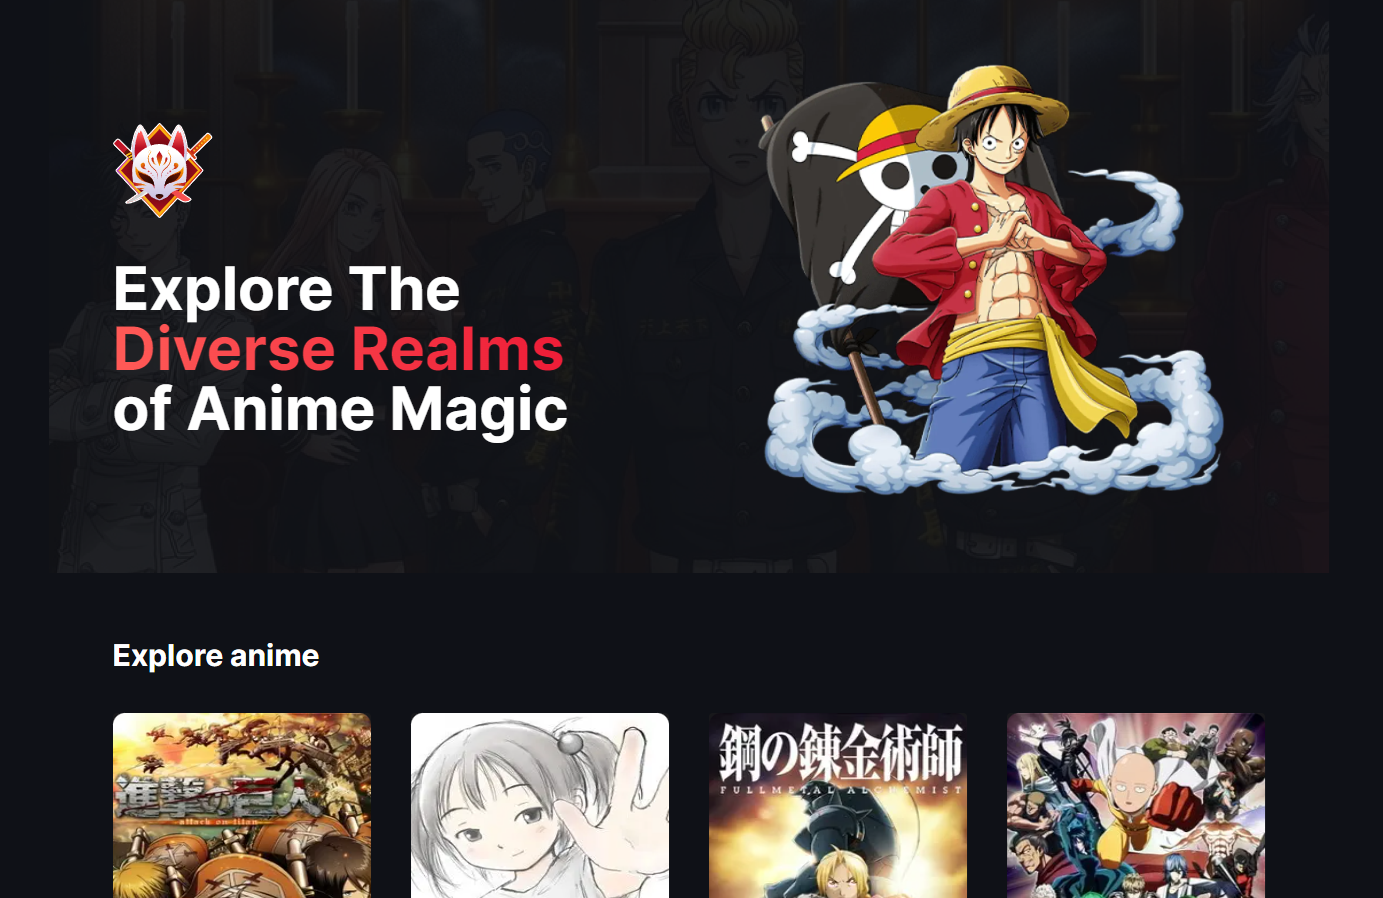 Explore The
Diverse Realms
of Anime Magic
Explore anime
進撃の巨人
attack on titan
鋼の錬金術師
FULLMETAL ALCHEMIST